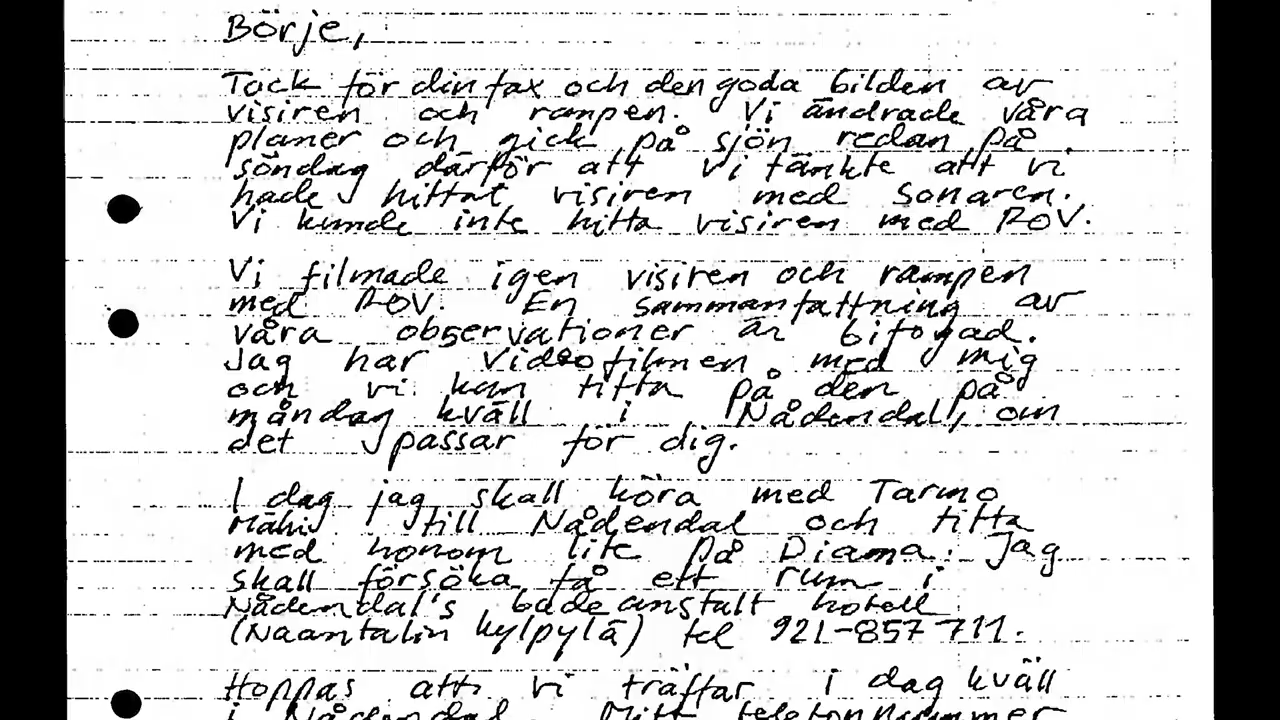 Börje,
Tack för din fax och den goda bilden av
visiren och rampen. Vi ändrade våra
planer och gick på sjön redan på
söndag därför att vi tänkte att vi
hade hittat visiren med sonaren.
Vi kunde inte hitta visiren med ROV.
Vi filmade igen visiren och rampen
med ROV. En sammanfattning av
våra observationer är bifogad.
Jag har videofilmen med mig
och vi kan titta på den på
måndag kväll i Nådendal, om
det passar för dig.
I dag jag skall köra med Tarmo
till Nådendal och titta
med honom lite på Diana. Jag
skall försöka få ett rum i
Nådendal's badeanstalt hotell
(Naantalin kylpylä) tel 921-857 711.
Hoppas att vi träffar i dag kväll
i Nådendal. Mitt telefonnummer